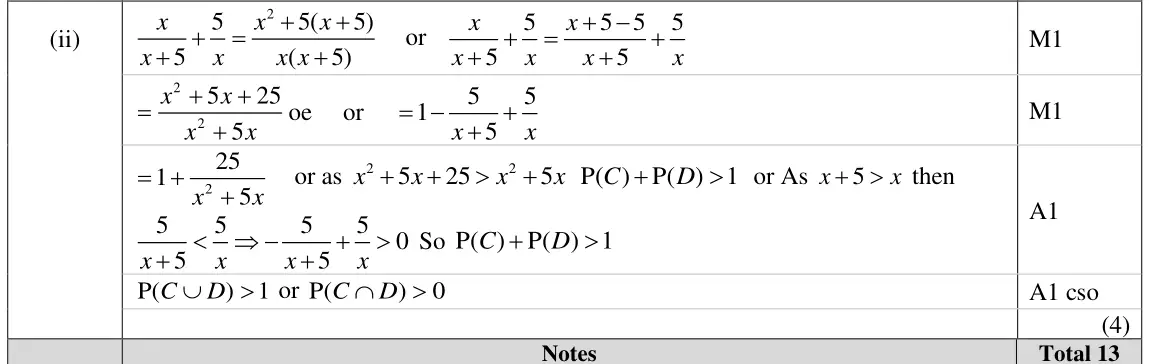 (ii) x/(x+5) + 5/x = (x² + 5(x+5))/(x(x+5)) or x/(x+5) + 5/x = (x+5−5)/(x+5) + 5/x M1
= (x² + 5x + 25)/(x² + 5x) oe or = 1 − 5/(x+5) + 5/x M1
= 1 + 25/(x² + 5x) or as x² + 5x + 25 > x² + 5x P(C) + P(D) > 1 or As x + 5 > x then
5/(x+5) < 5/x ⇒ − 5/(x+5) + 5/x > 0 So P(C) + P(D) > 1 A1
P(C ∪ D) > 1 or P(C ∩ D) > 0 A1 cso
(4)
Notes Total 13